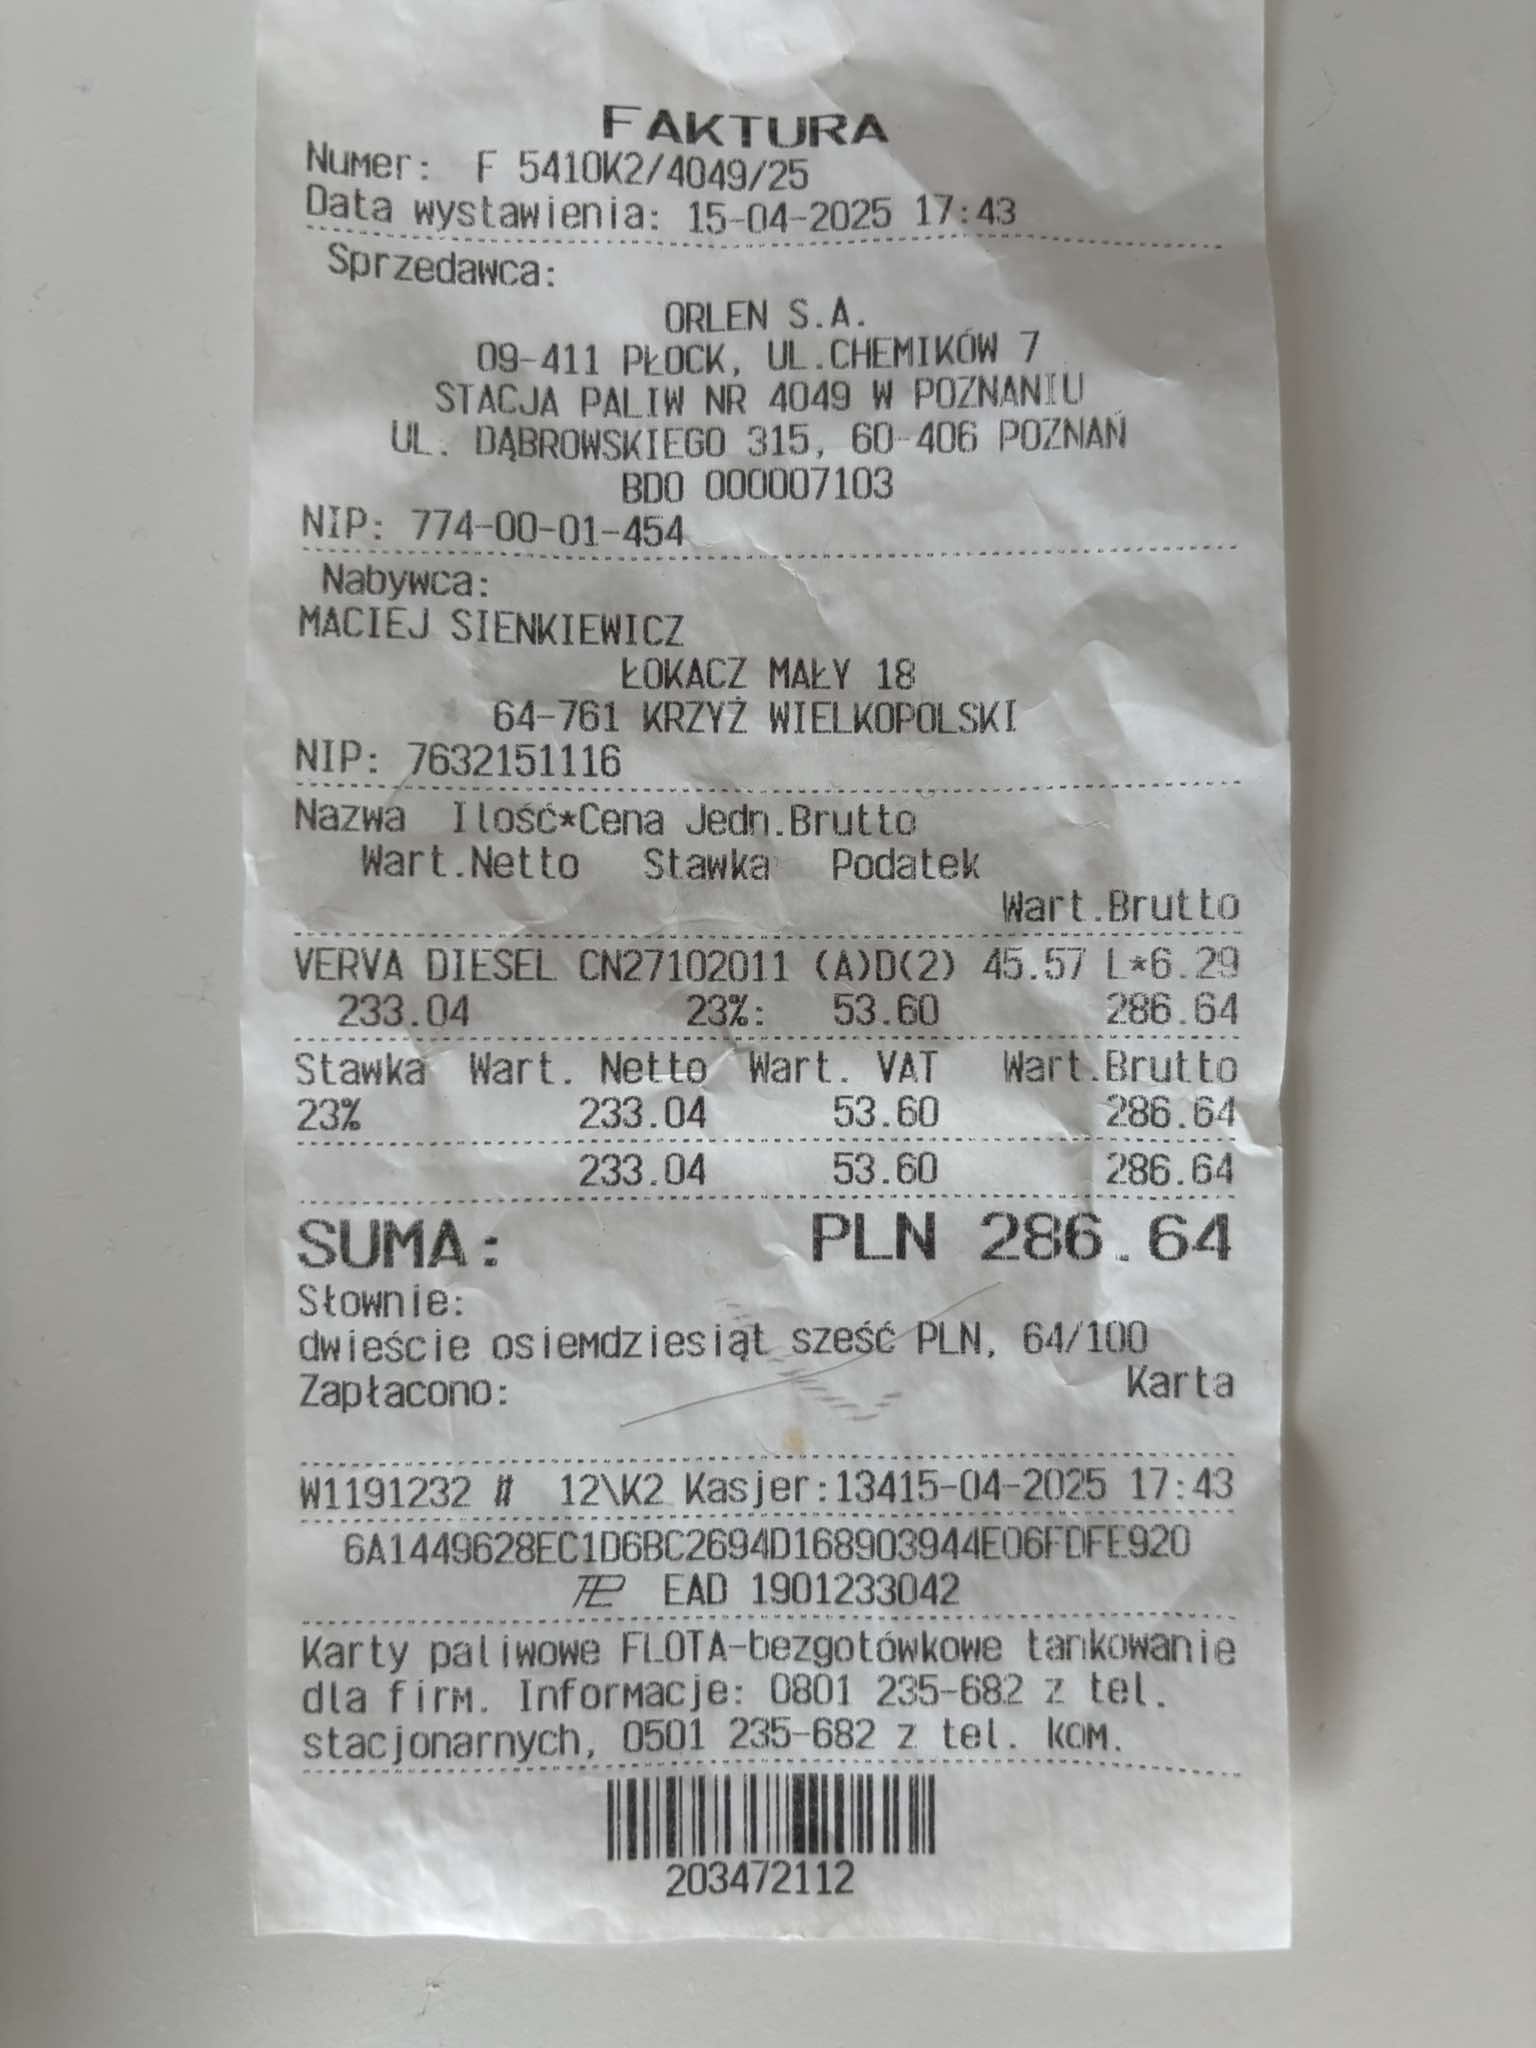 FAKTURA
Numer: F 5410K2/4049/25
Data wystawienia: 15-04-2025 17:43
Sprzedawca:
ORLEN S.A.
09-411 PŁOCK, UL.CHEMIKÓW 7
STACJA PALIW NR 4049 W POZNANIU
UL. DĄBROWSKIEGO 315, 60-406 POZNAŃ
BDO 000007103
NIP: 774-00-01-454
Nabywca:
MACIEJ SIENKIEWICZ
ŁOKACZ MAŁY 18
64-761 KRZYŻ WIELKOPOLSKI
NIP: 7632151116
Nazwa Ilość*Cena Jedn.Brutto
Wart.Netto Stawka Podatek
Wart.Brutto
VERVA DIESEL CN27102011 (A)D(2) 45.57 L*6.29
233.04 23%: 53.60 286.64
Stawka Wart. Netto Wart. VAT Wart.Brutto
23% 233.04 53.60 286.64
233.04 53.60 286.64
SUMA: PLN 286.64
Słownie:
dwieście osiemdziesiąt sześć PLN, 64/100
Zapłacono: Karta
W1191232 # 12\K2 Kasjer:13415-04-2025 17:43
6A1449628EC1D6BC2694D168903944E06FDFE920
EAD 1901233042
Karty paliwowe FLOTA-bezgotówkowe tankowanie
dla firm. Informacje: 0801 235-682 z tel.
stacjonarnych, 0501 235-682 z tel. kom.
203472112